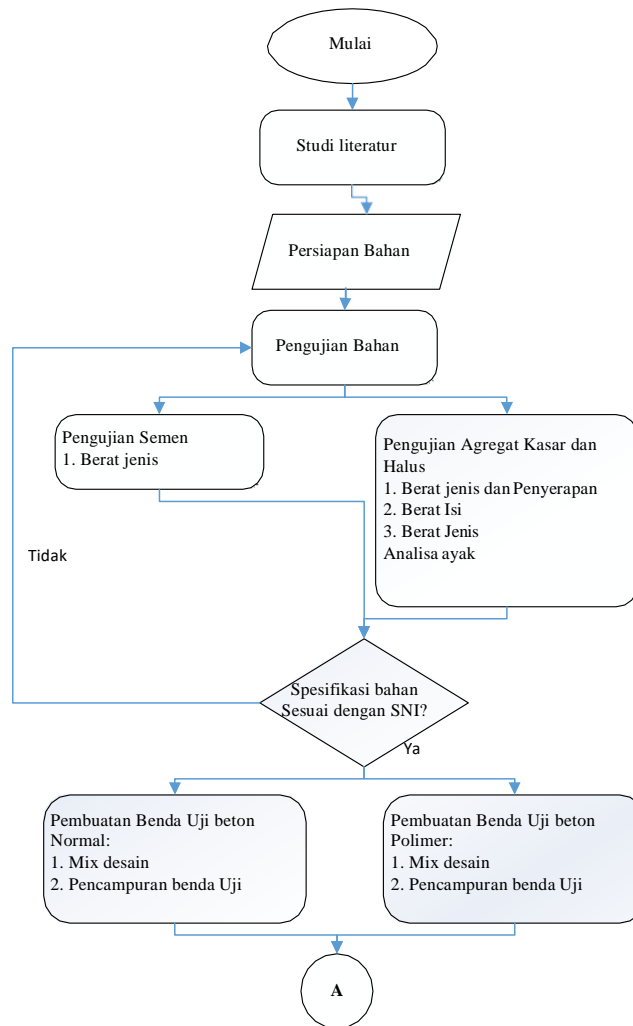 Mulai
Studi literatur
Persiapan Bahan
Pengujian Bahan
Pengujian Semen
1. Berat jenis
Pengujian Agregat Kasar dan
Halus
1. Berat jenis dan Penyerapan
2. Berat Isi
3. Berat Jenis
Analisa ayak
Tidak
Spesifikasi bahan
Sesuai dengan SNI?
Ya
Pembuatan Benda Uji beton
Normal:
1. Mix desain
2. Pencampuran benda Uji
Pembuatan Benda Uji beton
Polimer:
1. Mix desain
2. Pencampuran benda Uji
A